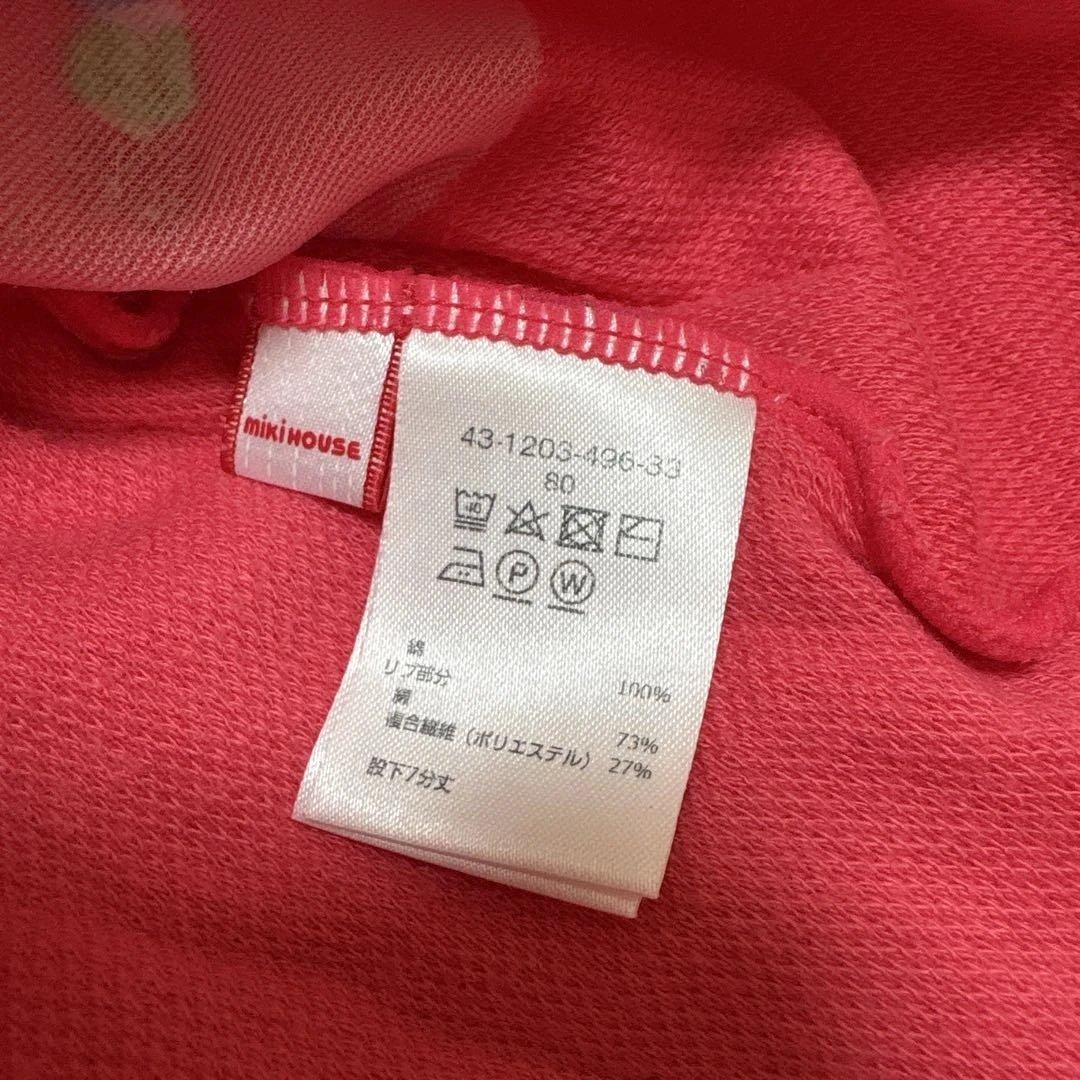 miKiHOUSE
43-1203-496-33
80
40
P W
綿 100%
リブ部分
綿 73%
複合繊維(ポリエステル) 27%
股下7分丈